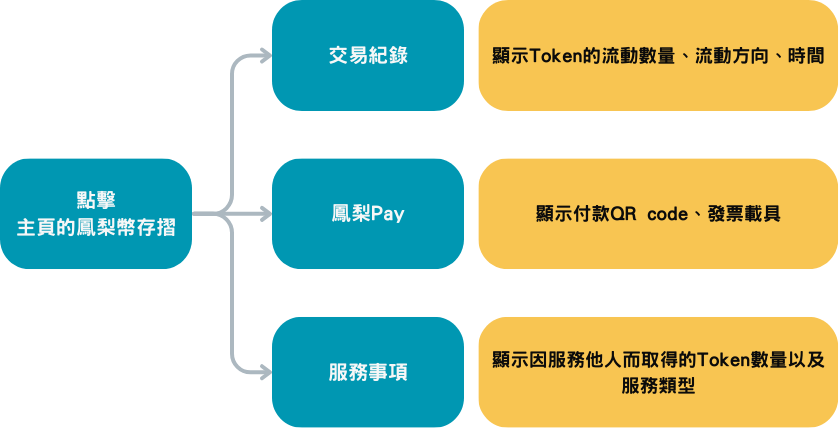 交易紀錄
顯示Token的流動數量、流動方向、時間
點擊
主頁的鳳梨幣存摺
鳳梨Pay
顯示付款QR code、發票載具
服務事項
顯示因服務他人而取得的Token數量以及
服務類型